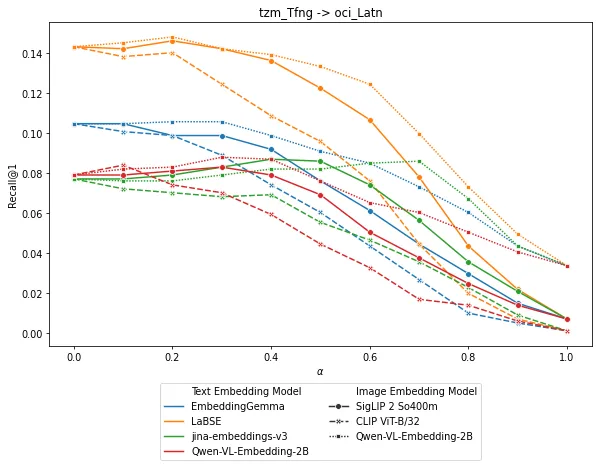 tzm_Tfng -> oci_Latn
Recall@1
0.14
0.12
0.10
0.08
0.06
0.04
0.02
0.00
0.0 0.2 0.4 0.6 0.8 1.0
α
Text Embedding Model Image Embedding Model
EmbeddingGemma SigLIP 2 So400m
LaBSE CLIP ViT-B/32
jina-embeddings-v3 Qwen-VL-Embedding-2B
Qwen-VL-Embedding-2B